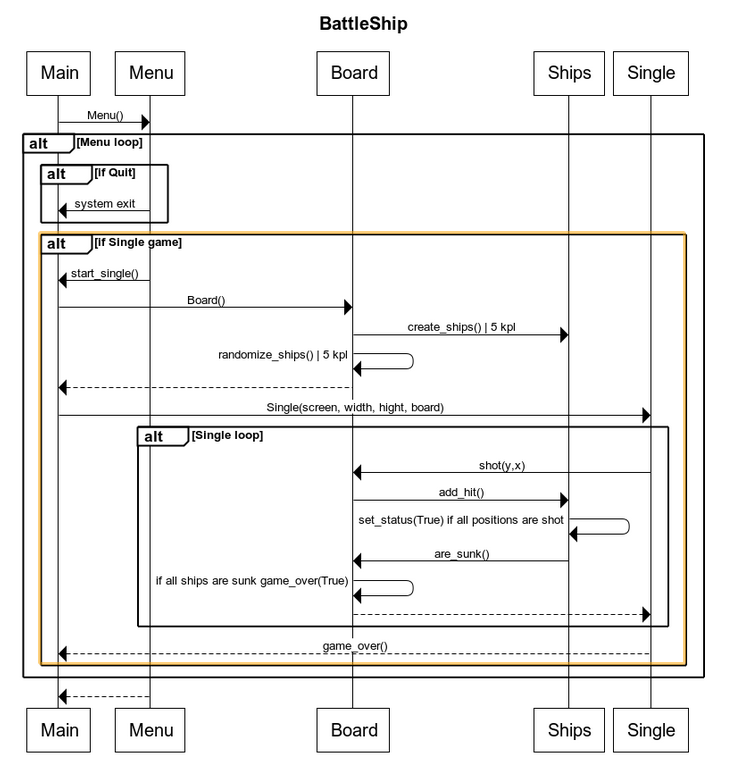 BattleShip
Main Menu Board Ships Single
Menu()
alt [Menu loop]
alt [If Quit]
system exit
alt [if Single game]
start_single()
Board()
create_ships() | 5 kpl
randomize_ships() | 5 kpl
Single(screen, width, hight, board)
alt [Single loop]
shot(y,x)
add_hit()
set_status(True) if all positions are shot
are_sunk()
if all ships are sunk game_over(True)
game_over()
Main Menu Board Ships Single